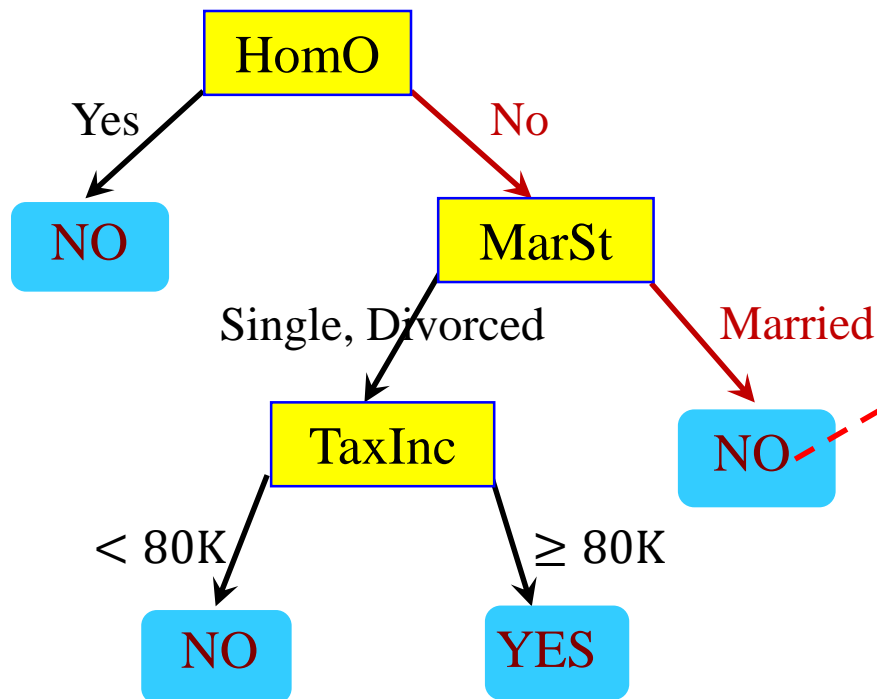 HomO
Yes
No
NO
MarSt
Single, Divorced
Married
TaxInc
NO
< 80K
≥ 80K
NO
YES